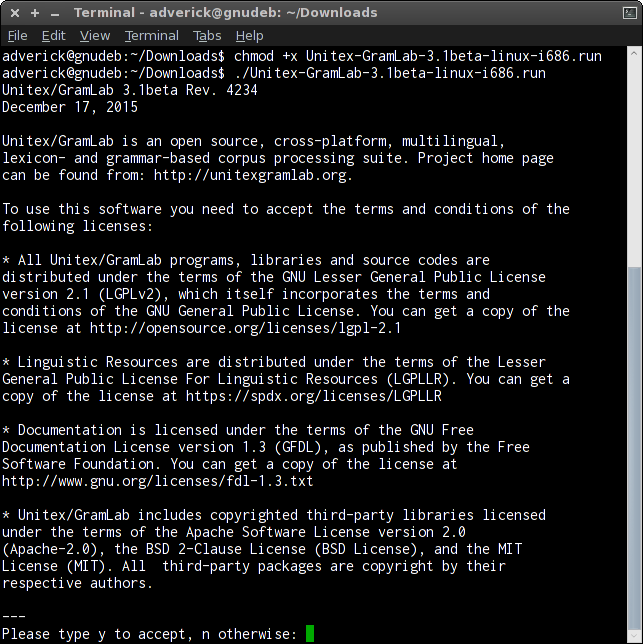 Terminal - adverick@gnudeb: ~/Downloads
File Edit View Terminal Tabs Help
adverick@gnudeb:~/Downloads$ chmod +x Unitex-GramLab-3.1beta-linux-i686.run
adverick@gnudeb:~/Downloads$ ./Unitex-GramLab-3.1beta-linux-i686.run
Unitex/GramLab 3.1beta Rev. 4234
December 17, 2015
Unitex/GramLab is an open source, cross-platform, multilingual,
lexicon- and grammar-based corpus processing suite. Project home page
can be found from: http://unitexgramlab.org.
To use this software you need to accept the terms and conditions of the
following licenses:
* All Unitex/GramLab programs, libraries and source codes are
distributed under the terms of the GNU Lesser General Public License
version 2.1 (LGPLv2), which itself incorporates the terms and
conditions of the GNU General Public License. You can get a copy of the
license at http://opensource.org/licenses/lgpl-2.1
* Linguistic Resources are distributed under the terms of the Lesser
General Public License For Linguistic Resources (LGPLLR). You can get a
copy of the license at https://spdx.org/licenses/LGPLLR
* Documentation is licensed under the terms of the GNU Free
Documentation License version 1.3 (GFDL), as published by the Free
Software Foundation. You can get a copy of the license at
http://www.gnu.org/licenses/fdl-1.3.txt
* Unitex/GramLab includes copyrighted third-party libraries licensed
under the terms of the Apache Software License version 2.0
(Apache-2.0), the BSD 2-Clause License (BSD License), and the MIT
License (MIT). All  third-party packages are copyright by their
respective authors.
---
Please type y to accept, n otherwise: